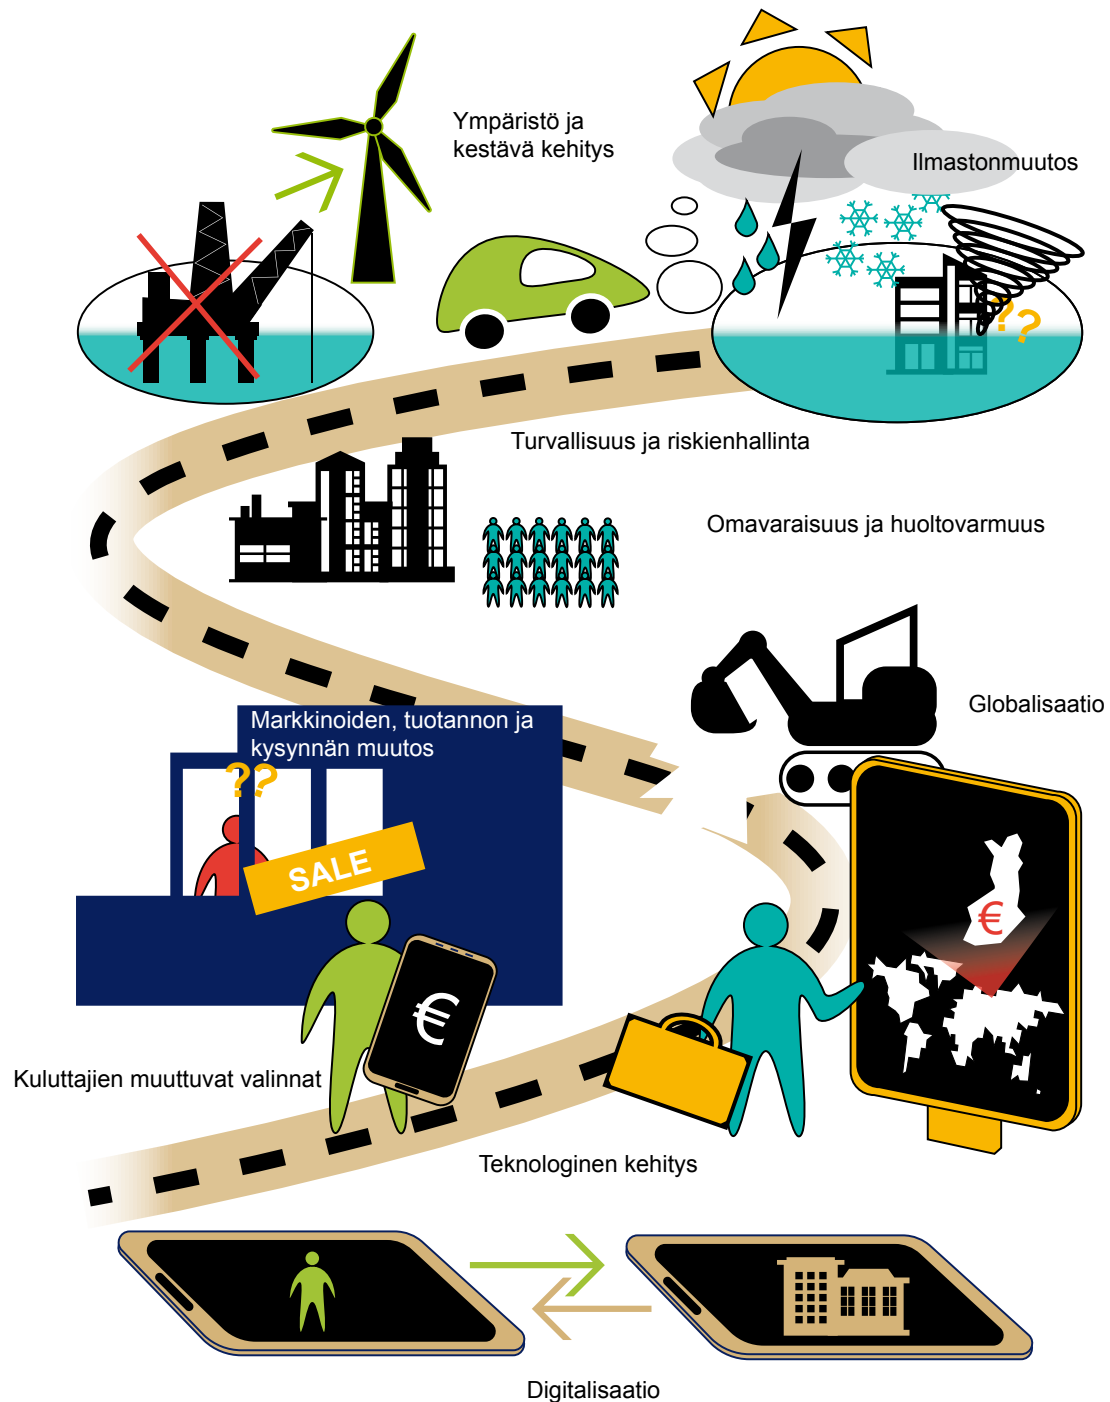 Ympäristö ja
kestävä kehitys
Ilmastonmuutos
??
Turvallisuus ja riskienhallinta
Omavaraisuus ja huoltovarmuus
Globalisaatio
Markkinoiden, tuotannon ja
kysynnän muutos
??
SALE
€
€
Kuluttajien muuttuvat valinnat
Teknologinen kehitys
Digitalisaatio